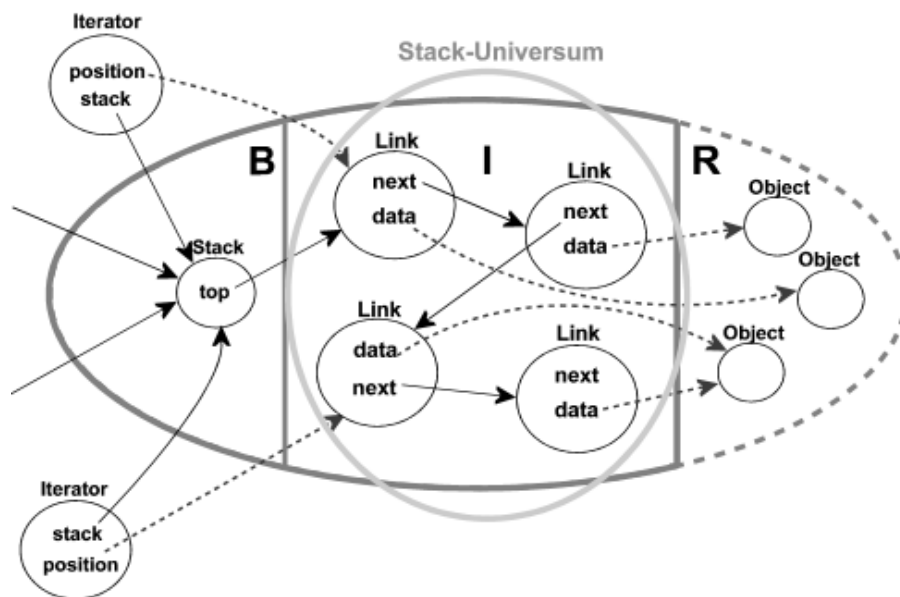 Iterator
position
stack
Stack-Universum
B
I
R
Link
next
data
Link
next
data
Object
Object
Stack
top
Link
data
next
Link
next
data
Object
Iterator
stack
position